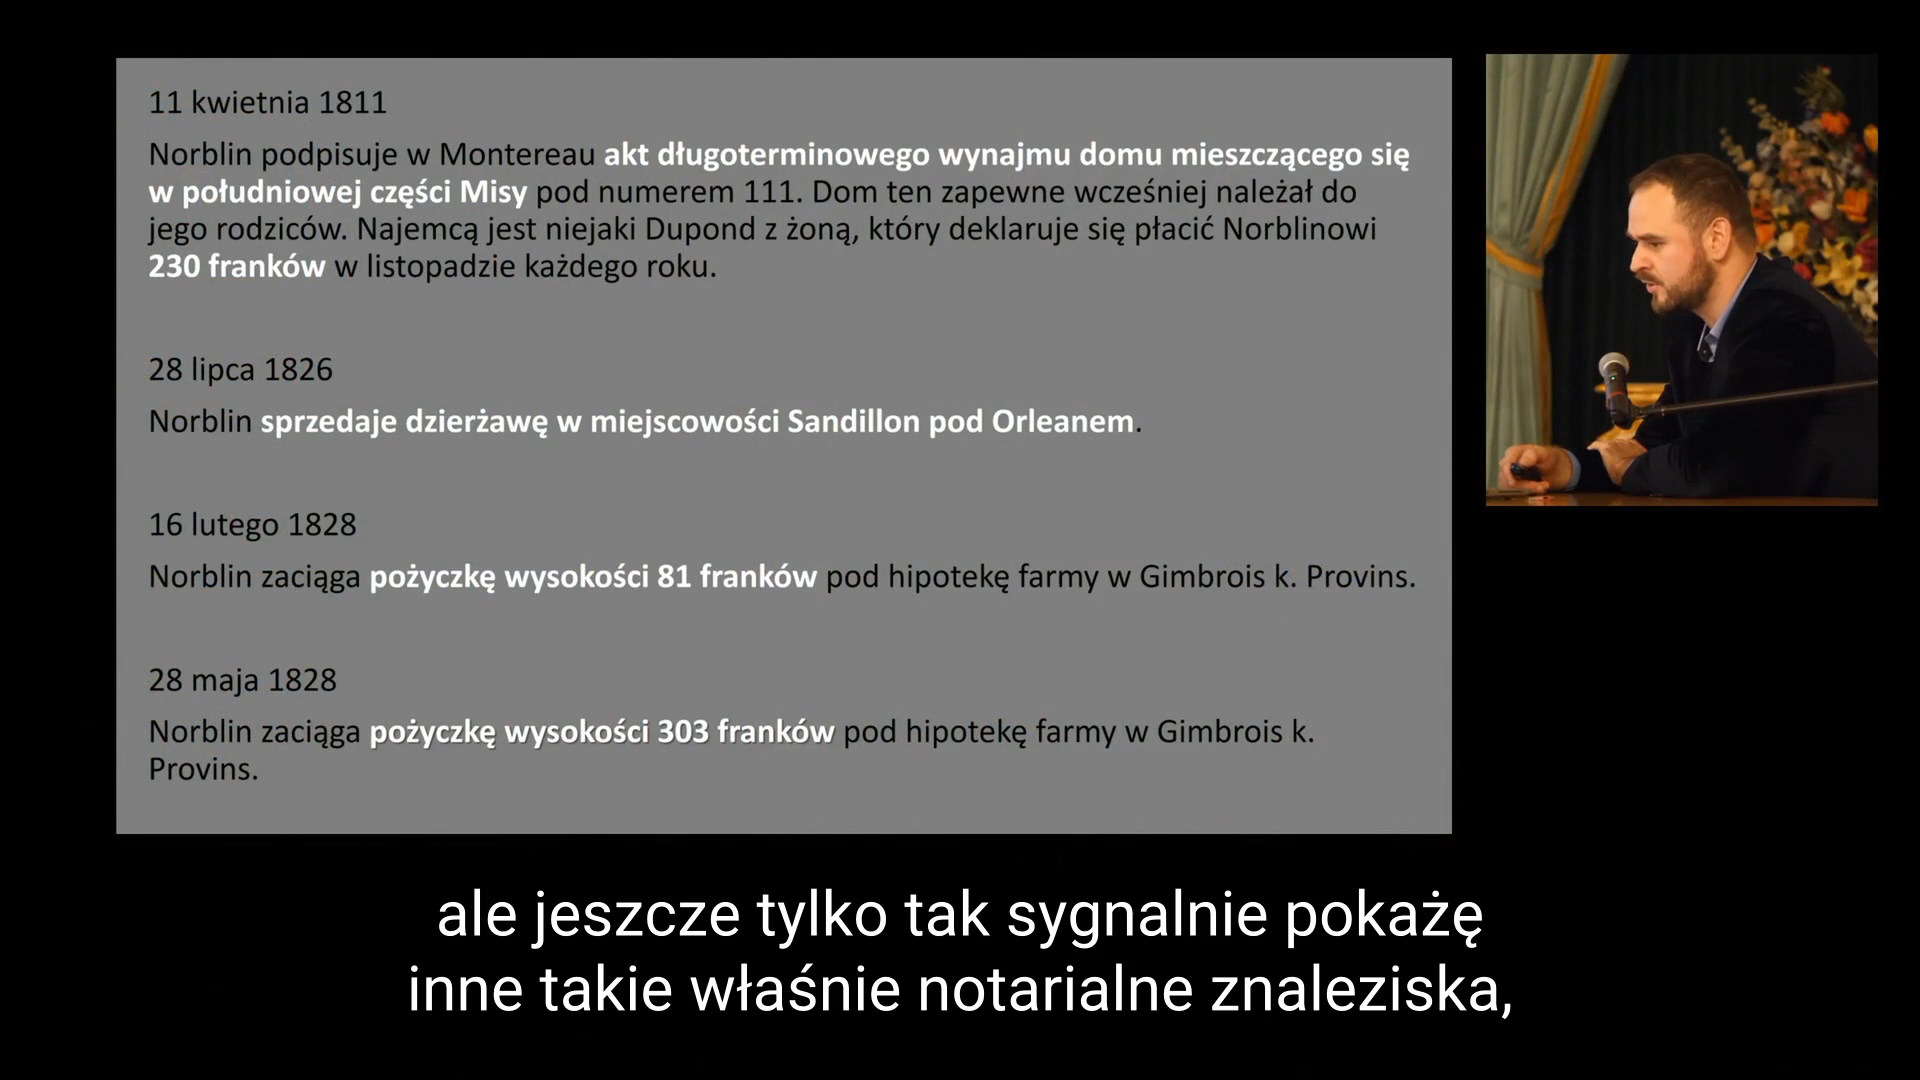 11 kwietnia 1811
Norblin podpisuje w Montereau akt długoterminowego wynajmu domu mieszczącego się
w południowej części Misy pod numerem 111. Dom ten zapewne wcześniej należał do
jego rodziców. Najemcą jest niejaki Dupond z żoną, który deklaruje się płacić Norblinowi
230 franków w listopadzie każdego roku.
28 lipca 1826
Norblin sprzedaje dzierżawę w miejscowości Sandillon pod Orleanem.
16 lutego 1828
Norblin zaciąga pożyczkę wysokości 81 franków pod hipotekę farmy w Gimbrois k. Provins.
28 maja 1828
Norblin zaciąga pożyczkę wysokości 303 franków pod hipotekę farmy w Gimbrois k.
Provins.
ale jeszcze tylko tak sygnalnie pokażę
inne takie właśnie notarialne znaleziska,